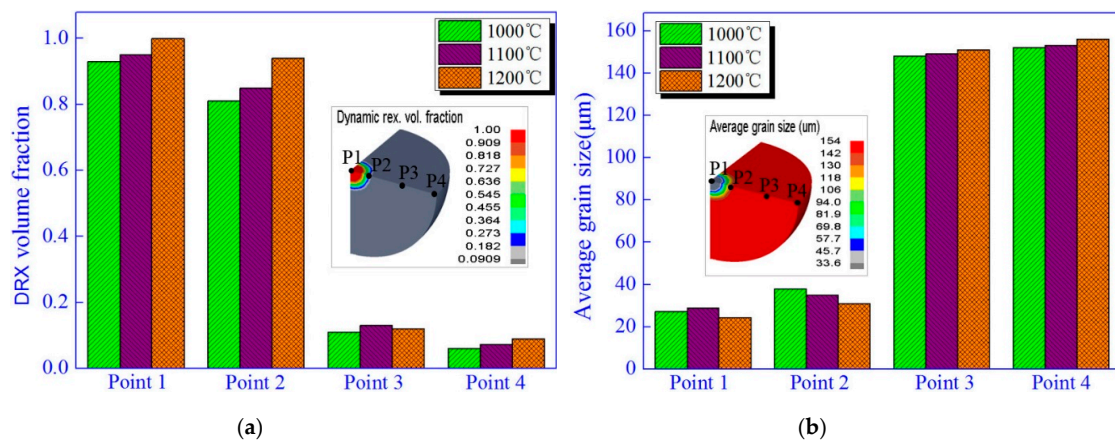 DRX volume fraction
1.0
0.8
0.6
0.4
0.2
0.0
1000℃
1100℃
1200℃
Dynamic rex. vol. fraction
1.00
0.909
0.818
0.727
0.636
0.545
0.455
0.364
0.273
0.182
0.0909
P1
P2
P3
P4
Point 1 Point 2 Point 3 Point 4
(a)
Average grain size(μm)
160
140
120
100
80
60
40
20
0
1000℃
1100℃
1200℃
Average grain size (um)
154
142
130
118
106
94.0
81.9
69.8
57.7
45.7
33.6
P1
P2
P3
P4
Point 1 Point 2 Point 3 Point 4
(b)